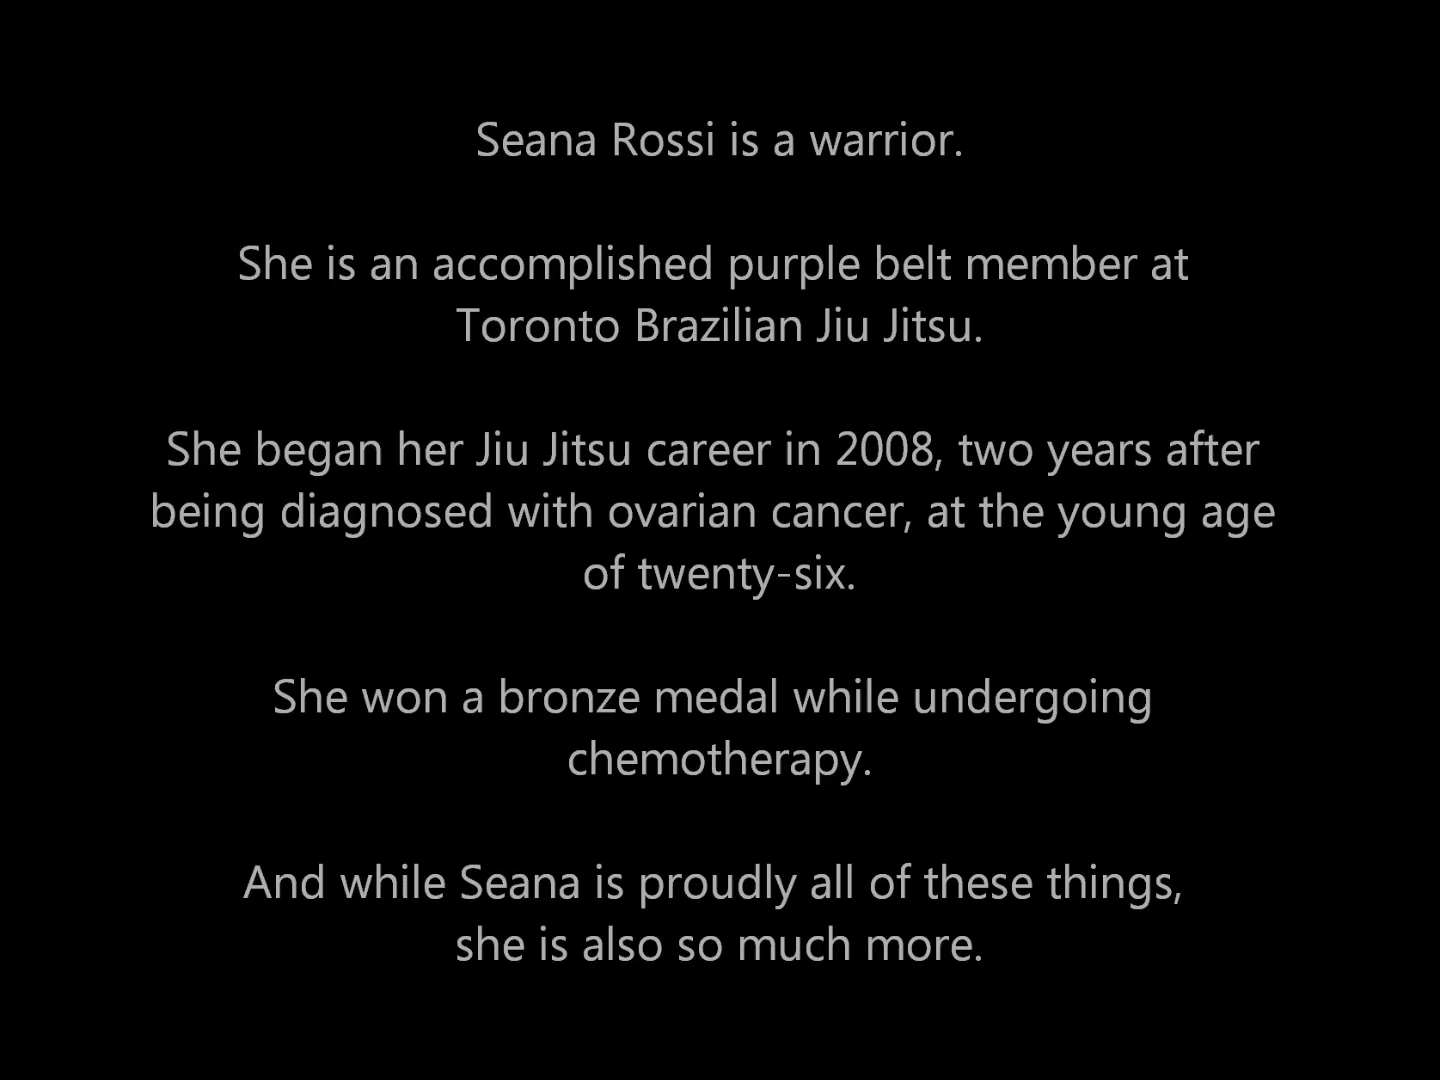 Seana Rossi is a warrior.
She is an accomplished purple belt member at
Toronto Brazilian Jiu Jitsu.
She began her Jiu Jitsu career in 2008, two years after
being diagnosed with ovarian cancer, at the young age
of twenty-six.
She won a bronze medal while undergoing
chemotherapy.
And while Seana is proudly all of these things,
she is also so much more.